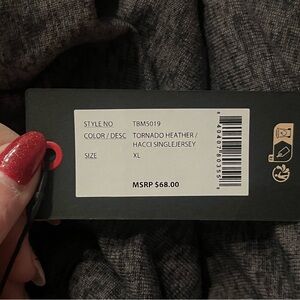 STYLE NO TBM5019
COLOR / DESC TORNADO HEATHER /
HACCI SINGLEJERSEY
SIZE XL
MSRP $68.00